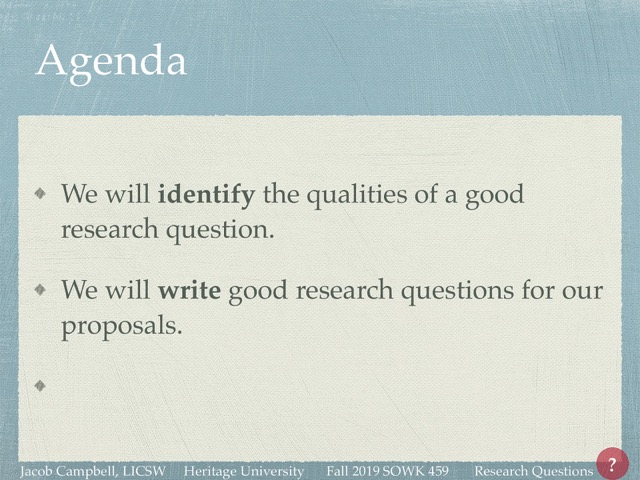 Agenda
We will identify the qualities of a good
research question.
We will write good research questions for our
proposals.
Jacob Campbell, LICSW Heritage University Fall 2019 SOWK 459 Research Questions ?